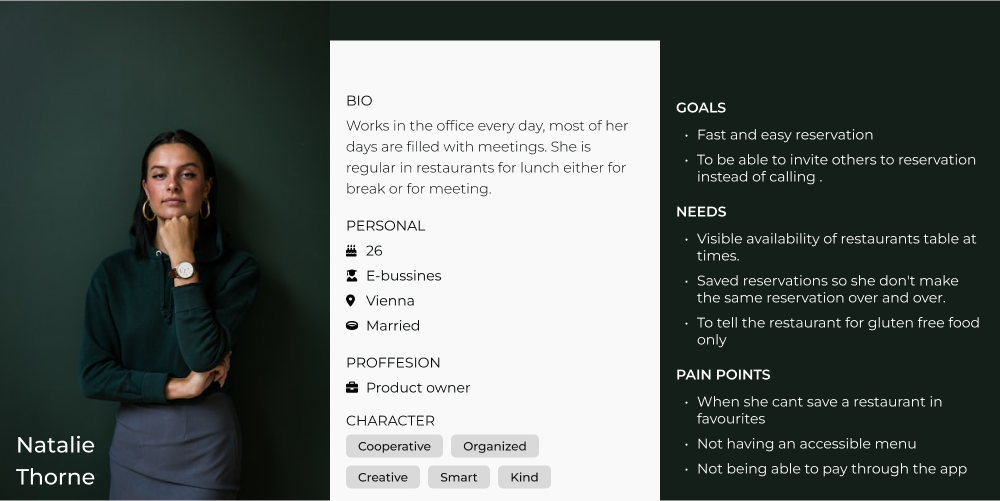 Natalie
Thorne
BIO
Works in the office every day, most of her
days are filled with meetings. She is
regular in restaurants for lunch either for
break or for meeting.
PERSONAL
26
E-bussines
Vienna
Married
PROFFESION
Product owner
CHARACTER
Cooperative
Organized
Creative
Smart
Kind
GOALS
• Fast and easy reservation
• To be able to invite others to reservation
instead of calling .
NEEDS
• Visible availability of restaurants table at
times.
• Saved reservations so she don't make
the same reservation over and over.
• To tell the restaurant for gluten free food
only
PAIN POINTS
• When she cant save a restaurant in
favourites
• Not having an accessible menu
• Not being able to pay through the app